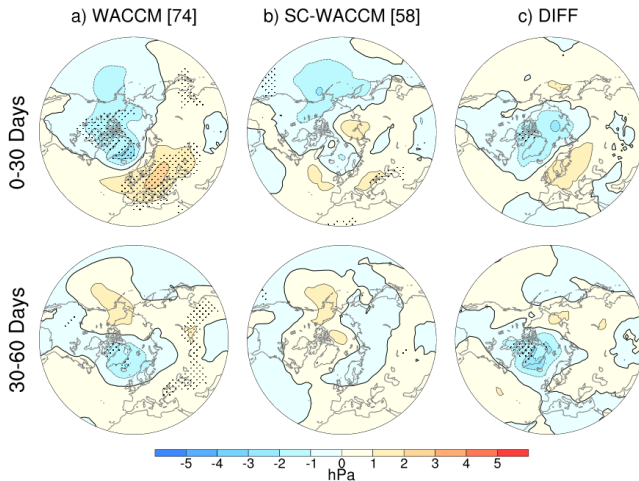 a) WACCM [74] b) SC-WACCM [58] c) DIFF
0-30 Days
30-60 Days
-5 -4 -3 -2 -1 0 1 2 3 4 5
hPa